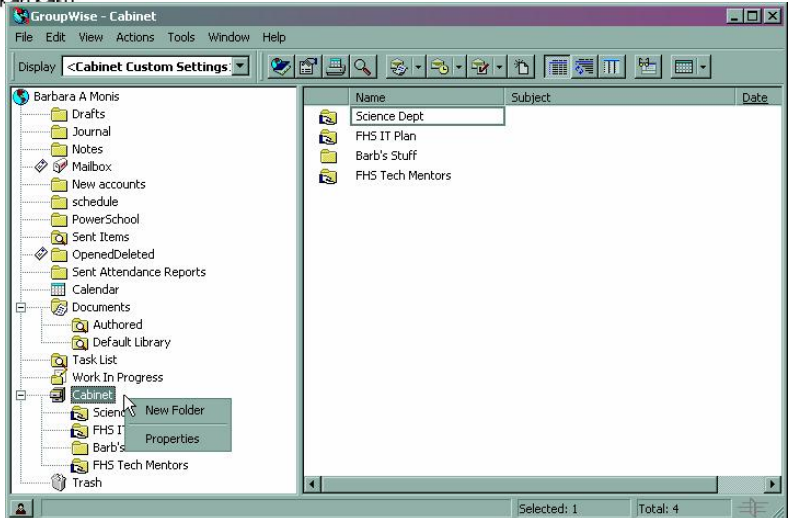 GroupWise - Cabinet
File Edit View Actions Tools Window Help
Display <Cabinet Custom Settings:
Barbara A Monis
Drafts
Journal
Notes
Mailbox
New accounts
schedule
PowerSchool
Sent Items
OpenedDeleted
Sent Attendance Reports
Calendar
Documents
Authored
Default Library
Task List
Work In Progress
Cabinet
Scienc
FHS I
Barb's
FHS Tech Mentors
Trash
New Folder
Properties
Name Subject Date
Science Dept
FHS IT Plan
Barb's Stuff
FHS Tech Mentors
Selected: 1 Total: 4